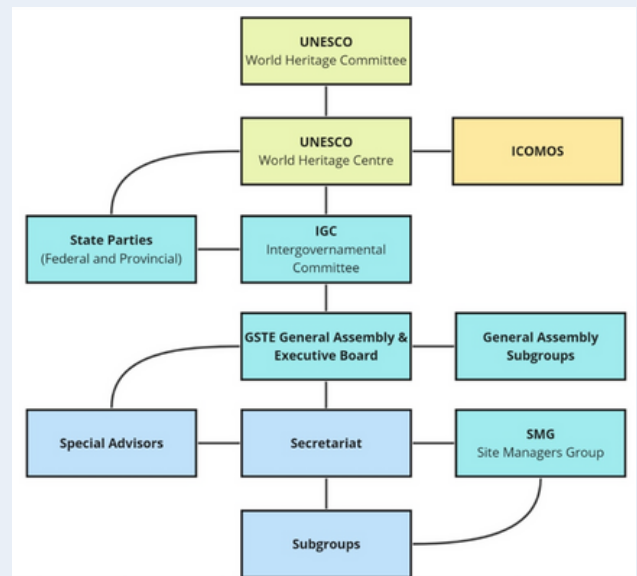 UNESCO
World Heritage Committee
UNESCO
World Heritage Centre
ICOMOS
State Parties
(Federal and Provincial)
IGC
Intergovernamental
Committee
GSTE General Assembly &
Executive Board
General Assembly
Subgroups
Special Advisors
Secretariat
SMG
Site Managers Group
Subgroups